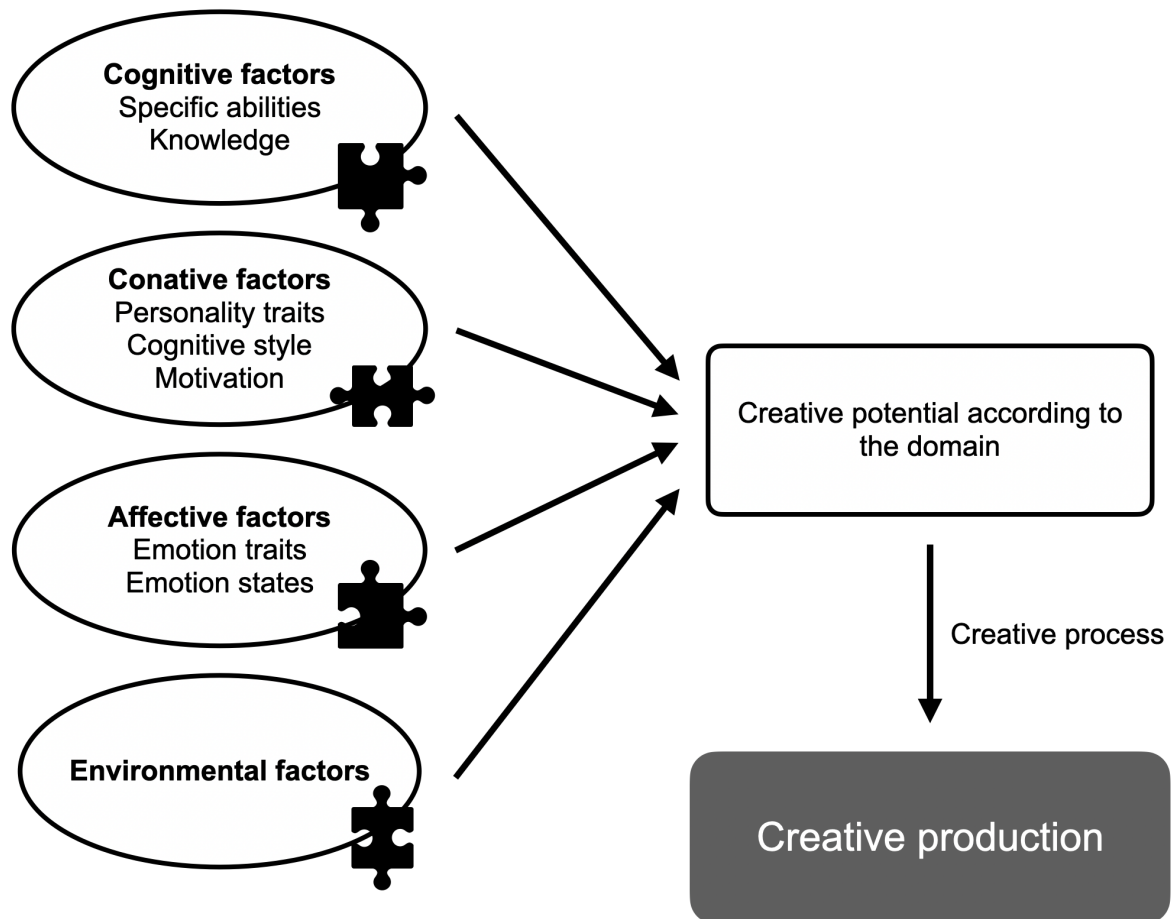 Cognitive factors
Specific abilities
Knowledge
Conative factors
Personality traits
Cognitive style
Motivation
Affective factors
Emotion traits
Emotion states
Environmental factors
Creative potential according to
the domain
Creative process
Creative production